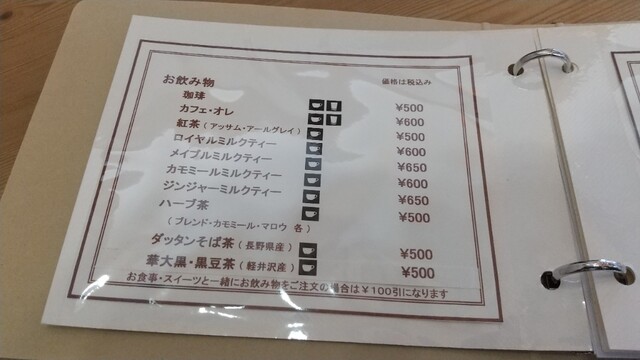 お飲み物 価格は税込み
珈琲 ¥500
カフェ・オレ ¥600
紅茶(アッサム・アールグレイ) ¥500
ロイヤルミルクティー ¥600
メイプルミルクティー ¥650
カモミールミルクティー ¥600
ジンジャーミルクティー ¥650
ハーブ茶 ¥500
(ブレンド・カモミール・マロウ 各)
ダッタンそば茶(長野県産) ¥500
華大黒・黒豆茶(軽井沢産) ¥500
お食事・スイーツと一緒にお飲み物をご注文の場合は¥100引になります